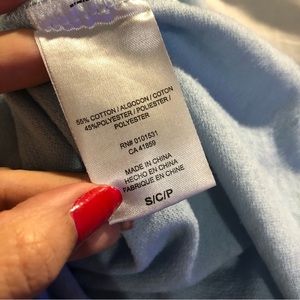 55% COTTON / ALGODON / COTON
45%POLYESTER / POLIESTER /
POLYESTER
RN# 0101531
CA 41859
MADE IN CHINA
HECHO EN CHINA
FABRIQUE EN CHINE
S/C/P